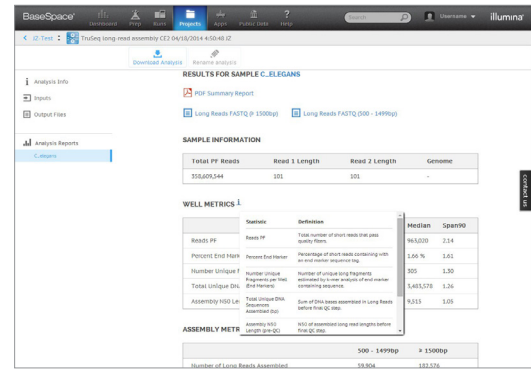 BaseSpace
Dashboard
Prep
Runs
Projects
Apps
Public Data
Help
Search
Username
illumina
TruSeq long-read assembly CE2 04/18/2014 4:50:48
Download Analysis
Rename analysis
Analysis Info
Inputs
Output Files
Analysis Reports
C_elegans
RESULTS FOR SAMPLE C_ELEGANS
PDF Summary Report
Long Reads FASTQ (≥ 1500bp)
Long Reads FASTQ (500 - 1499bp)
SAMPLE INFORMATION
Total PF Reads Read 1 Length Read 2 Length Genome
358,609,544 101 101 -
WELL METRICS i
Median Span90
Reads PF 963,020 2.14
Percent End Mark 1.66 % 1.61
Number Unique F 305 1.30
Total Unique DN 3,483,578 1.26
Assembly N50 Le 9,515 1.05
Statistic Definition
Reads PF Total number of short reads that pass
quality filters.
Percent End Marker Percentage of short reads containing with
an end marker sequence tag.
Number Unique
Fragments per Well
(End Markers)
Number of unique long fragments
estimated by k-mer analysis of end marker
containing sequence.
Total Unique DNA
Sequences
Assembled (bp)
Sum of DNA bases assembled in Long Reads
before final QC step.
Assembly N50
Length (pre-QC)
N50 of assembled long read lengths before
final QC step.
ASSEMBLY METR
500 - 1499bp ≥ 1500bp
Number of Long Reads Assembled 59,904 182,576
contact us